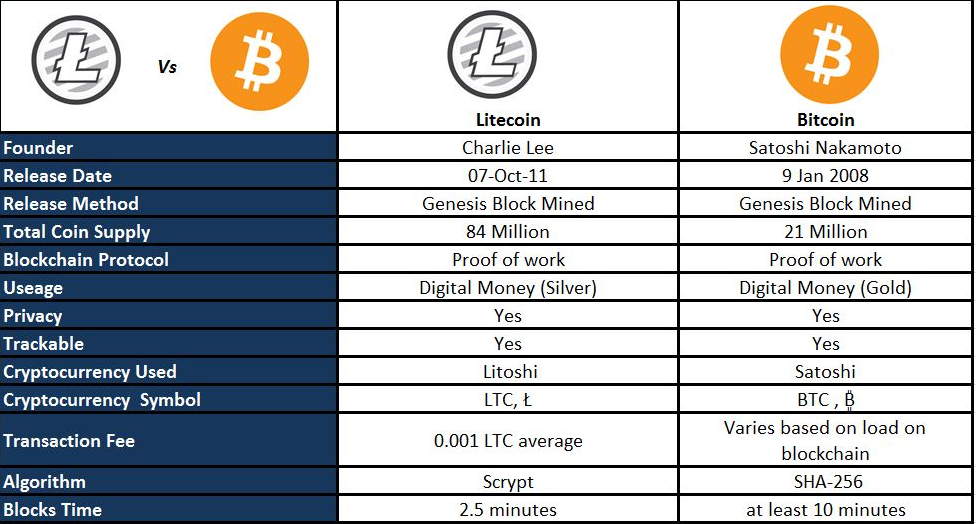 Vs
Litecoin
Bitcoin
Founder Charlie Lee Satoshi Nakamoto
Release Date 07-Oct-11 9 Jan 2008
Release Method Genesis Block Mined Genesis Block Mined
Total Coin Supply 84 Million 21 Million
Blockchain Protocol Proof of work Proof of work
Useage Digital Money (Silver) Digital Money (Gold)
Privacy Yes Yes
Trackable Yes Yes
Cryptocurrency Used Litoshi Satoshi
Cryptocurrency  Symbol LTC, Ł BTC , ₿
Transaction Fee 0.001 LTC average Varies based on load on
blockchain
Algorithm Scrypt SHA-256
Blocks Time 2.5 minutes at least 10 minutes